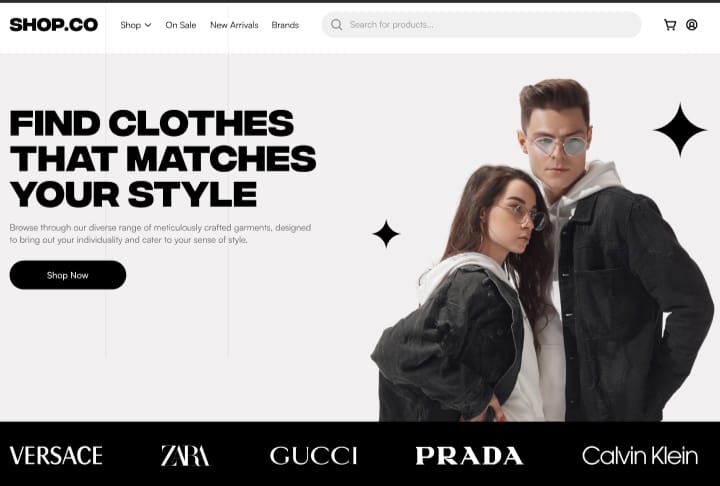 SHOP.CO
Shop
On Sale
New Arrivals
Brands
Search for products...
FIND CLOTHES
THAT MATCHES
YOUR STYLE
Browse through our diverse range of meticulously crafted garments, designed
to bring out your individuality and cater to your sense of style.
Shop Now
VERSACE
ZARA
GUCCI
PRADA
Calvin Klein